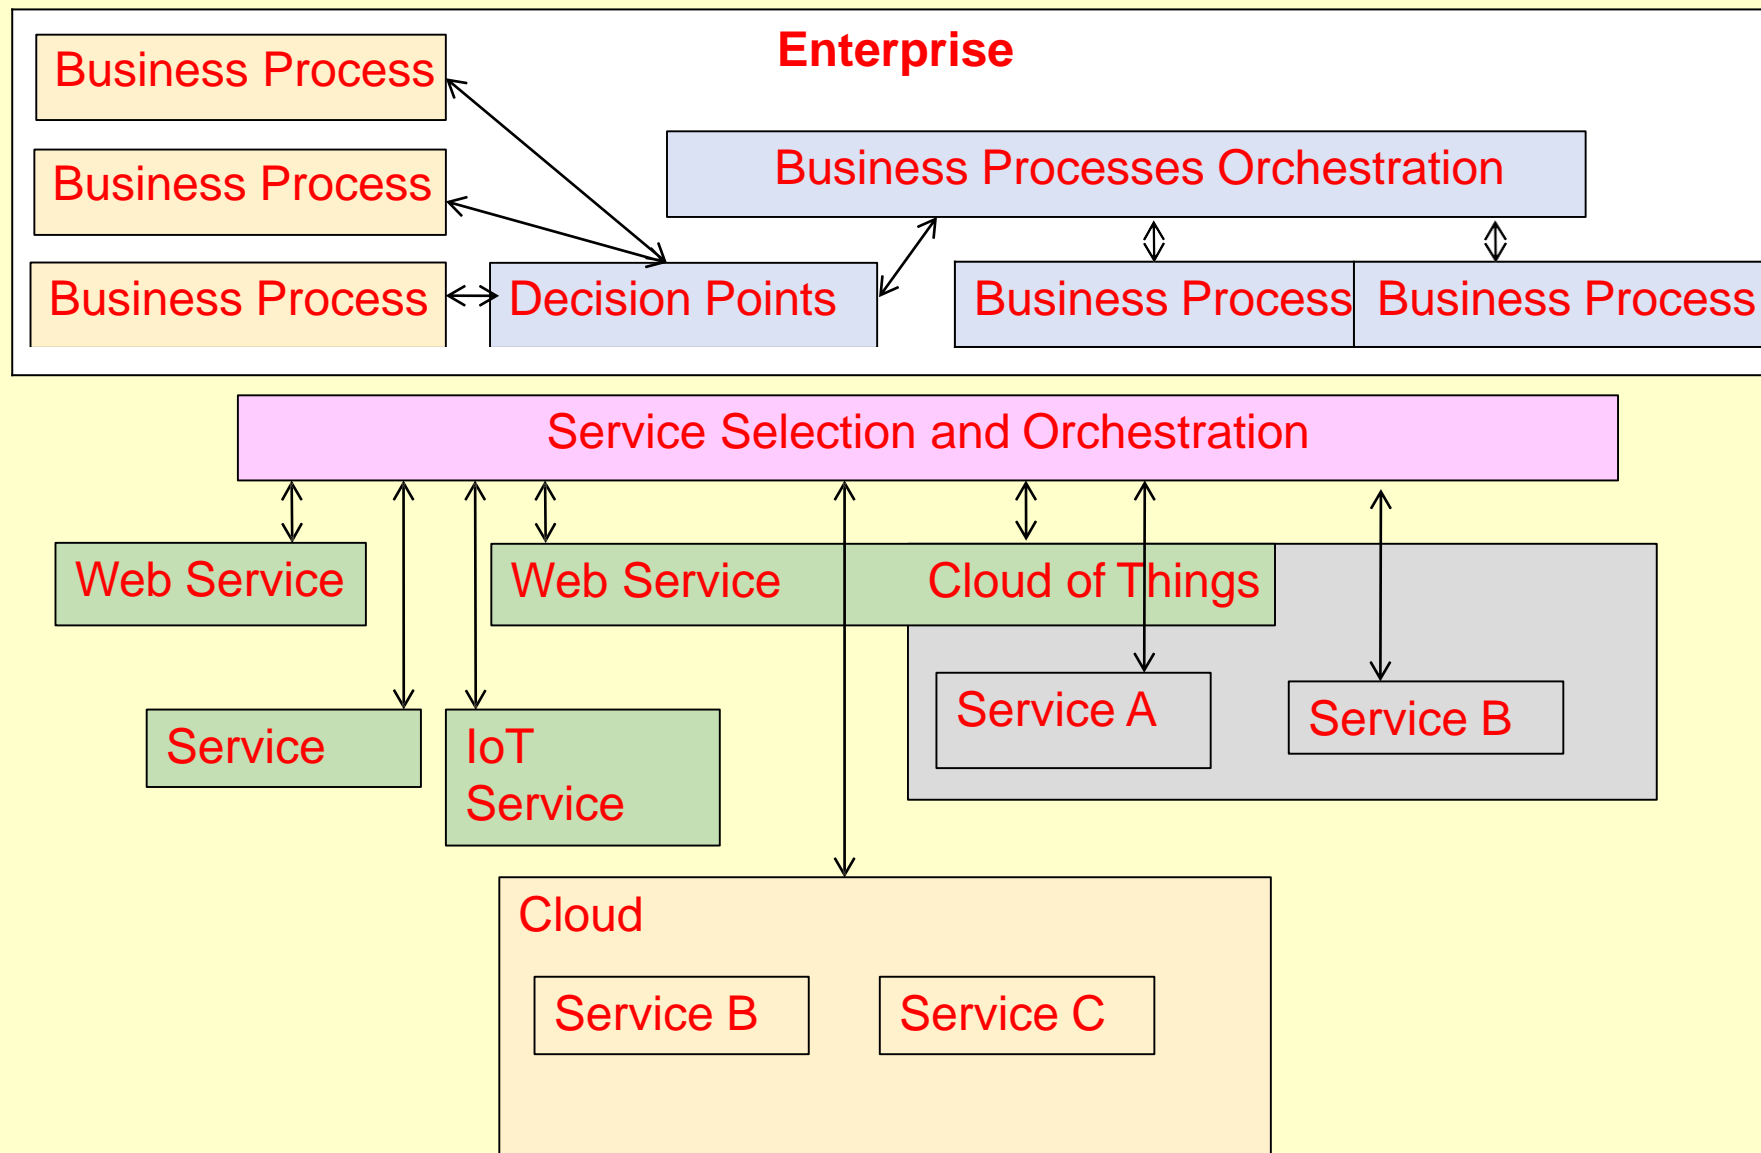 Enterprise
Business Process
Business Process
Business Processes Orchestration
Business Process
Decision Points
Business Process
Business Process
Service Selection and Orchestration
Web Service
Web Service
Cloud of Things
Service A
Service B
Service
IoT
Service
Cloud
Service B
Service C